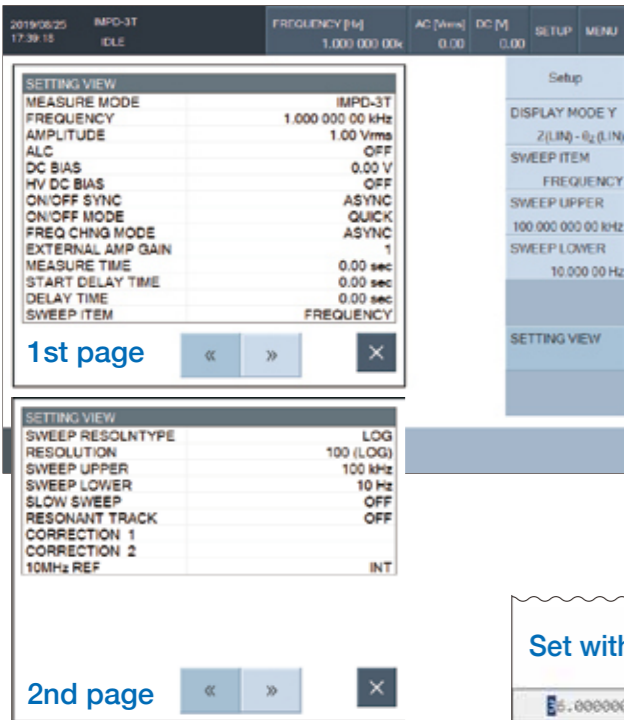 2019/08/25 IMPD-3T FREQUENCY [Hz] AC [Vrms] DC [V] SETUP MENU
17:39:18 IDLE 1.000 000 00k 0.00 0.00
SETTING VIEW
MEASURE MODE IMPD-3T
FREQUENCY 1.000 000 00 kHz
AMPLITUDE 1.00 Vrms
ALC OFF
DC BIAS 0.00 V
HV DC BIAS OFF
ON/OFF SYNC ASYNC
ON/OFF MODE QUICK
FREQ CHNG MODE ASYNC
EXTERNAL AMP GAIN 1
MEASURE TIME 0.00 sec
START DELAY TIME 0.00 sec
DELAY TIME 0.00 sec
SWEEP ITEM FREQUENCY
1st page « » ×
Setup
DISPLAY MODE Y
Z(LIN) - θz (LIN)
SWEEP ITEM
FREQUENCY
SWEEP UPPER
100 000 000 00 kHz
SWEEP LOWER
10.000 00 Hz
SETTING VIEW
SETTING VIEW
SWEEP RESOLNTYPE LOG
RESOLUTION 100 (LOG)
SWEEP UPPER 100 kHz
SWEEP LOWER 10 Hz
SLOW SWEEP OFF
RESONANT TRACK OFF
CORRECTION 1
CORRECTION 2
10MHz REF INT
2nd page « » ×
Set with
36.000000